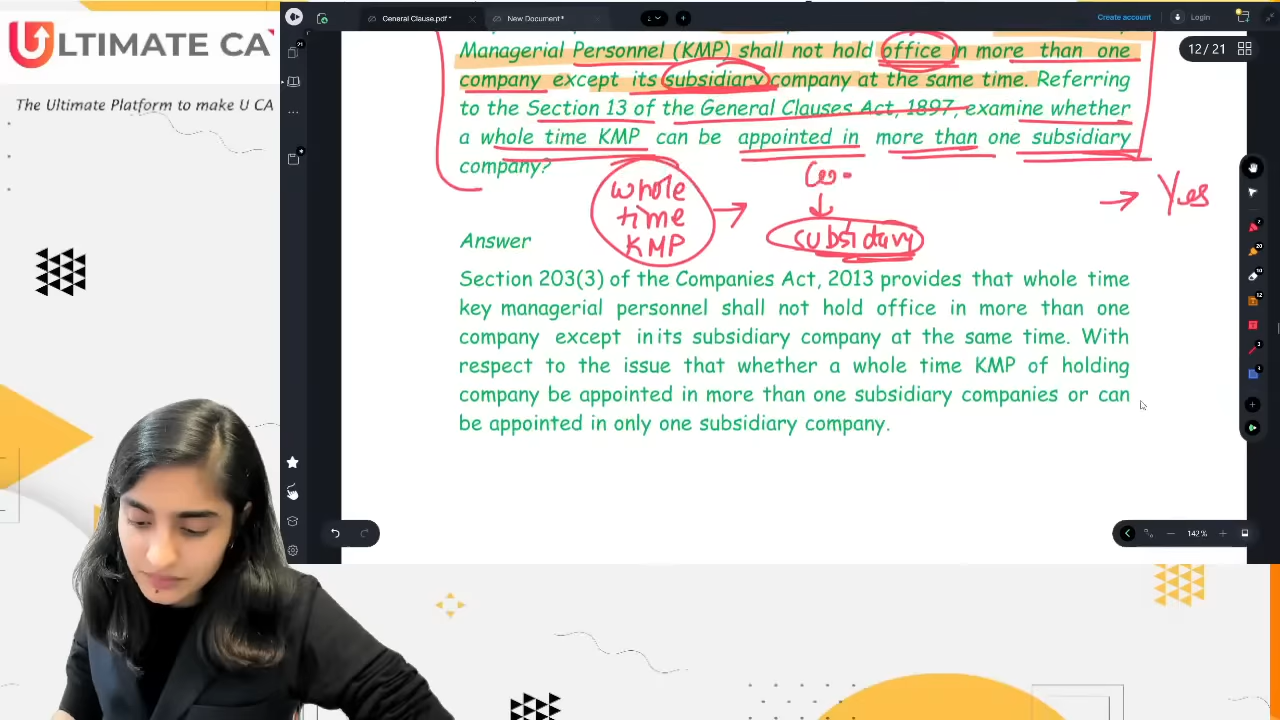 General Clause.pdf *
New Document*
2
Create account
Login
ULTIMATE CA
The Ultimate Platform to make U CA
12 / 21
Managerial Personnel (KMP) shall not hold office in more than one
company except its subsidiary company at the same time. Referring
to the Section 13 of the General Clauses Act, 1897, examine whether
a whole time KMP can be appointed in more than one subsidiary
company?
whole
time
KMP
Co.
subsidary
Yes
Answer
Section 203(3) of the Companies Act, 2013 provides that whole time
key managerial personnel shall not hold office in more than one
company except in its subsidiary company at the same time. With
respect to the issue that whether a whole time KMP of holding
company be appointed in more than one subsidiary companies or can
be appointed in only one subsidiary company.
142%